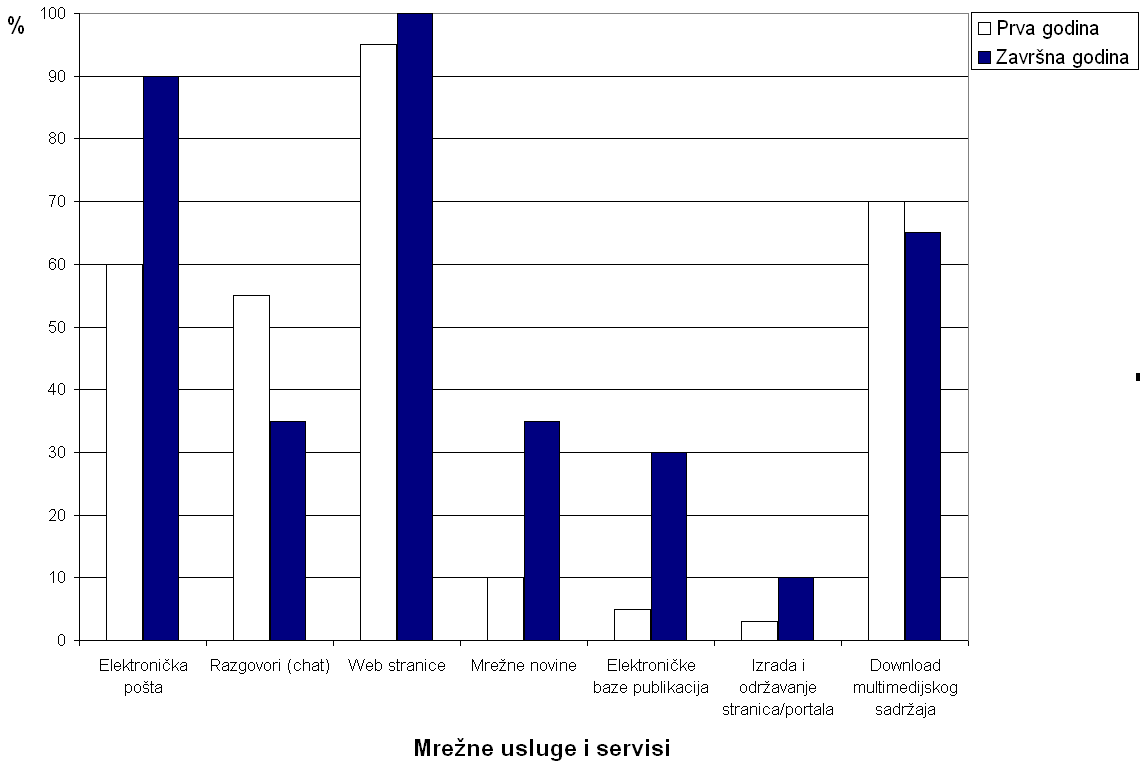 %
100
90
80
70
60
50
40
30
20
10
0
Prva godina
Završna godina
Elektronička
pošta
Razgovori (chat)
Web stranice
Mrežne novine
Elektroničke
baze publikacija
Izrada i
održavanje
stranica/portala
Download
multimedijskog
sadržaja
Mrežne usluge i servisi